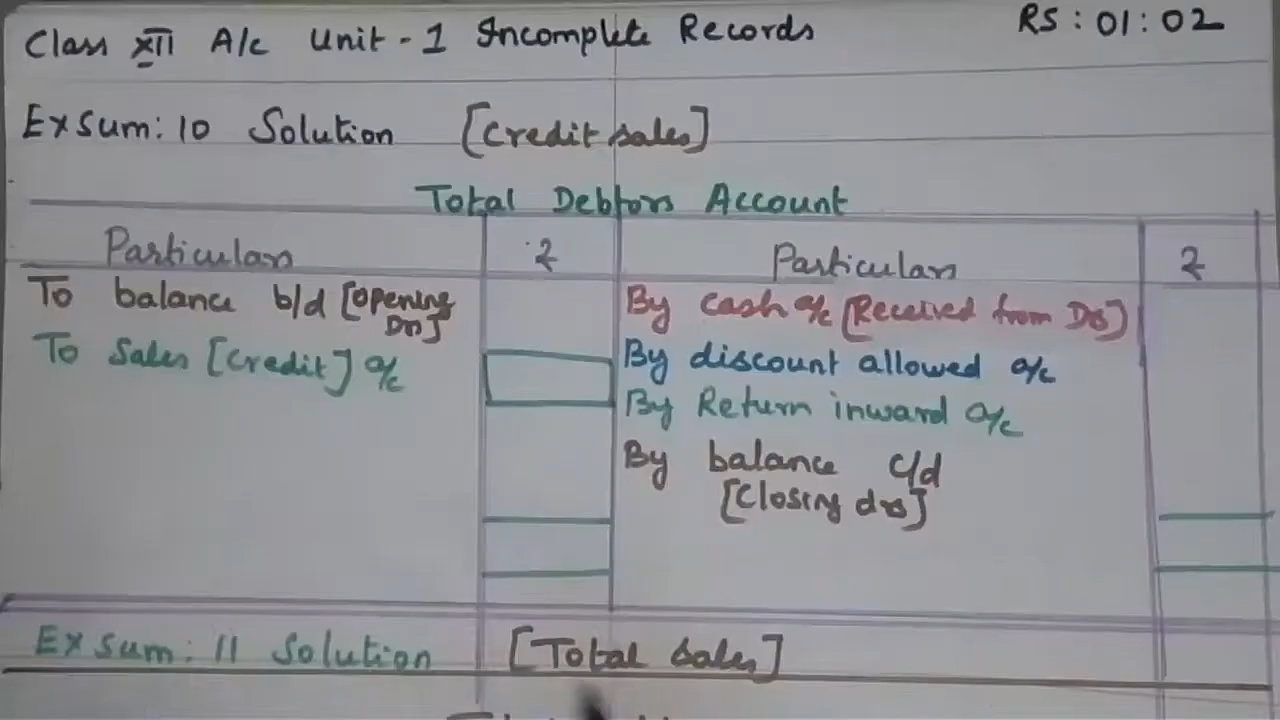 Class XII A/c Unit - 1 Incomplete Records RS : 01 : 02
Ex Sum: 10 Solution [Credit sales]
Total Debtors Account
Particulars ₹ Particulars ₹
To balance b/d [Opening Drs]
To Sales [Credit] a/c
By cash a/c [Received from Drs]
By discount allowed a/c
By Return inward a/c
By balance c/d
[Closing drs]
Ex Sum: 11 Solution [Total Sales]